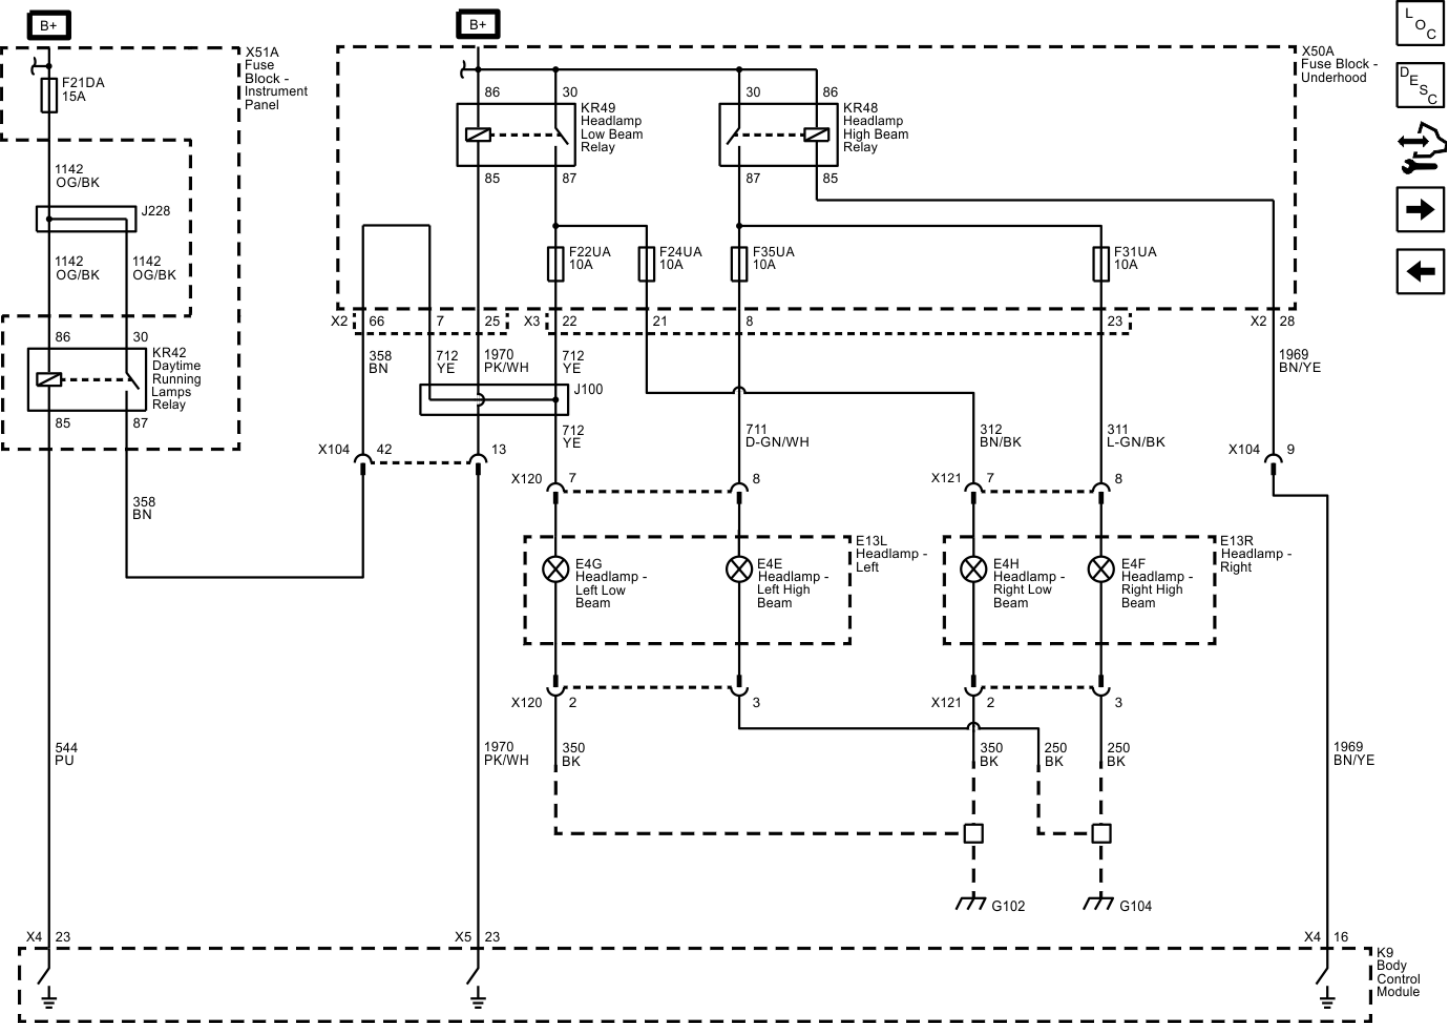 B+
B+
L
O
C
X51A
Fuse
Block -
Instrument
Panel
F21DA
15A
X50A
Fuse Block -
Underhood
D
E
S
C
86
30
KR49
Headlamp
Low Beam
Relay
85
87
30
86
KR48
Headlamp
High Beam
Relay
87
85
1142
OG/BK
J228
1142
OG/BK
1142
OG/BK
F22UA
10A
F24UA
10A
F35UA
10A
F31UA
10A
X2
66
7
25
X3
22
21
8
23
X2
28
86
30
KR42
Daytime
Running
Lamps
Relay
85
87
358
BN
712
YE
1970
PK/WH
712
YE
1969
BN/YE
J100
X104
42
13
712
YE
711
D-GN/WH
312
BN/BK
311
L-GN/BK
X104
9
X120
7
8
X121
7
8
358
BN
E13L
Headlamp -
Left
E4G
Headlamp -
Left Low
Beam
E4E
Headlamp -
Left High
Beam
E13R
Headlamp -
Right
E4H
Headlamp -
Right Low
Beam
E4F
Headlamp -
Right High
Beam
X120
2
3
X121
2
3
544
PU
1970
PK/WH
350
BK
350
BK
250
BK
250
BK
1969
BN/YE
G102
G104
X4
23
X5
23
X4
16
K9
Body
Control
Module